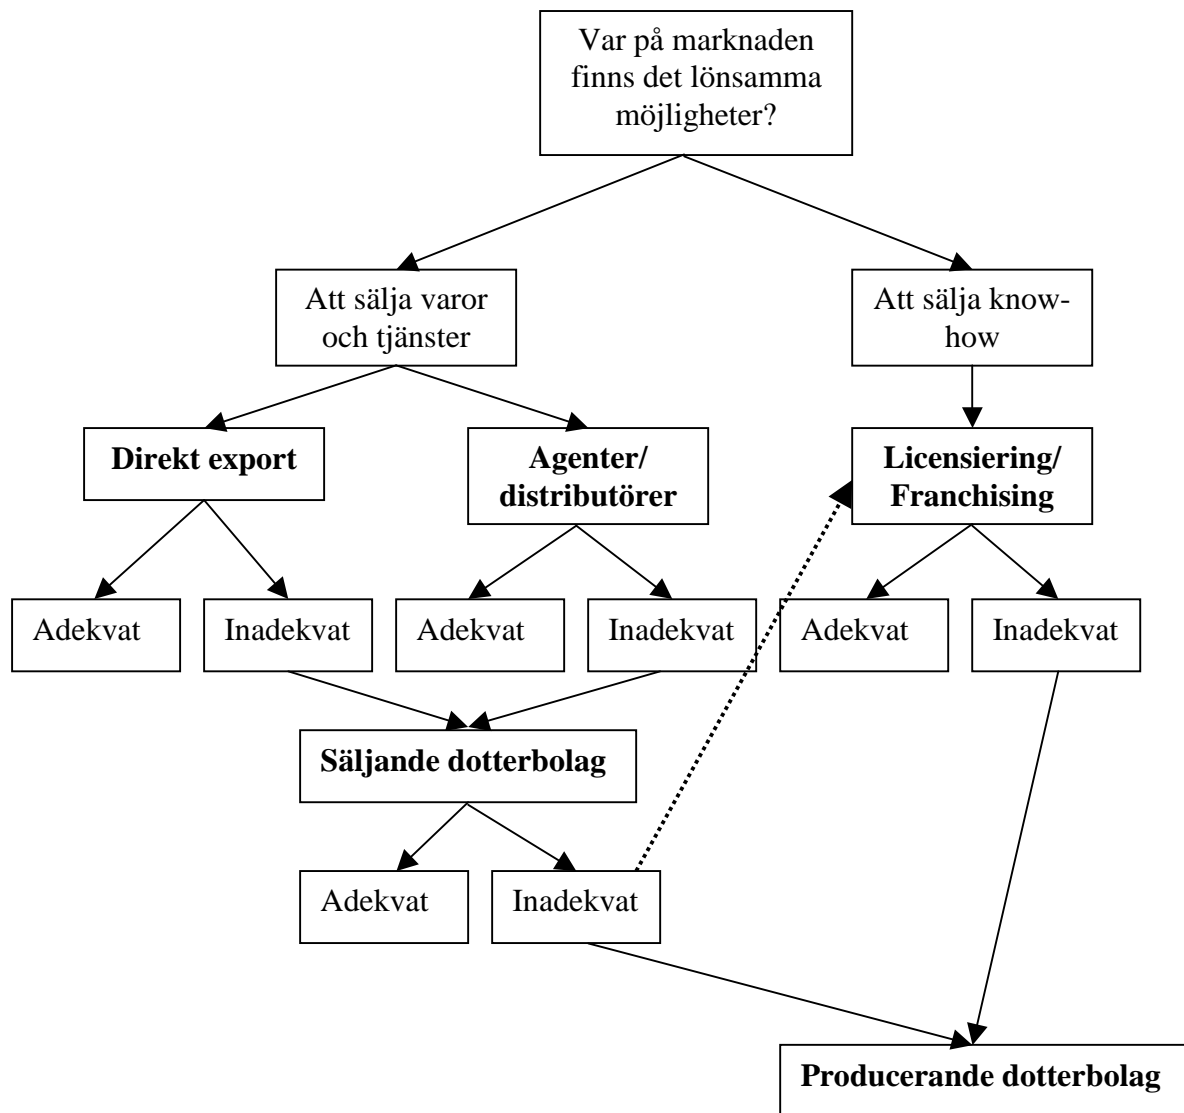 Var på marknaden
finns det lönsamma
möjligheter?
Att sälja varor
och tjänster
Att sälja know-
how
Direkt export
Agenter/
distributörer
Licensiering/
Franchising
Adekvat
Inadekvat
Adekvat
Inadekvat
Adekvat
Inadekvat
Säljande dotterbolag
Adekvat
Inadekvat
Producerande dotterbolag